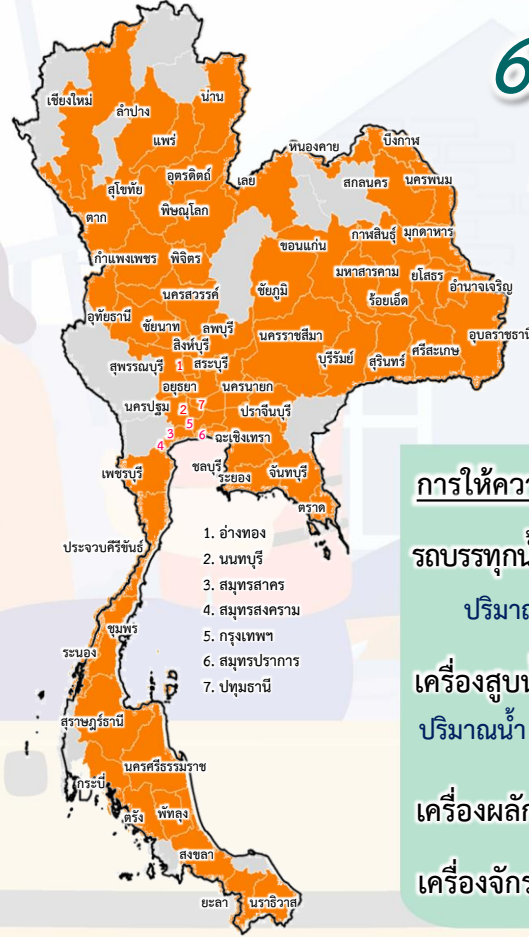 6
เชียงใหม่
น่าน
ลำปาง
แพร่
หนองคาย
บึงกาฬ
อุตรดิตถ์
เลย
สกลนคร
นครพนม
สุโขทัย
ตาก
พิษณุโลก
ขอนแก่น
กาฬสินธุ์
มุกดาหาร
กำแพงเพชร
พิจิตร
มหาสารคาม
ยโสธร
อำนาจเจริญ
นครสวรรค์
ชัยภูมิ
ร้อยเอ็ด
อุทัยธานี
ชัยนาท
ลพบุรี
นครราชสีมา
อุบลราชธานี
สิงห์บุรี
บุรีรัมย์
สุรินทร์
ศรีสะเกษ
สุพรรณบุรี
1
สระบุรี
อยุธยา
นครนายก
นครปฐม
2
7
ปราจีนบุรี
5
3
6
ฉะเชิงเทรา
4
เพชรบุรี
ชลบุรี
ระยอง
จันทบุรี
ตราด
ประจวบคีรีขันธ์
1. อ่างทอง
2. นนทบุรี
3. สมุทรสาคร
4. สมุทรสงคราม
5. กรุงเทพฯ
6. สมุทรปราการ
7. ปทุมธานี
ชุมพร
ระนอง
สุราษฎร์ธานี
นครศรีธรรมราช
กระบี่
ตรัง
พัทลุง
สงขลา
ยะลา
นราธิวาส
การให้ควา
รถบรรทุกน้
ปริมาณ
เครื่องสูบน
ปริมาณน้ำ
เครื่องผลัก
เครื่องจักร